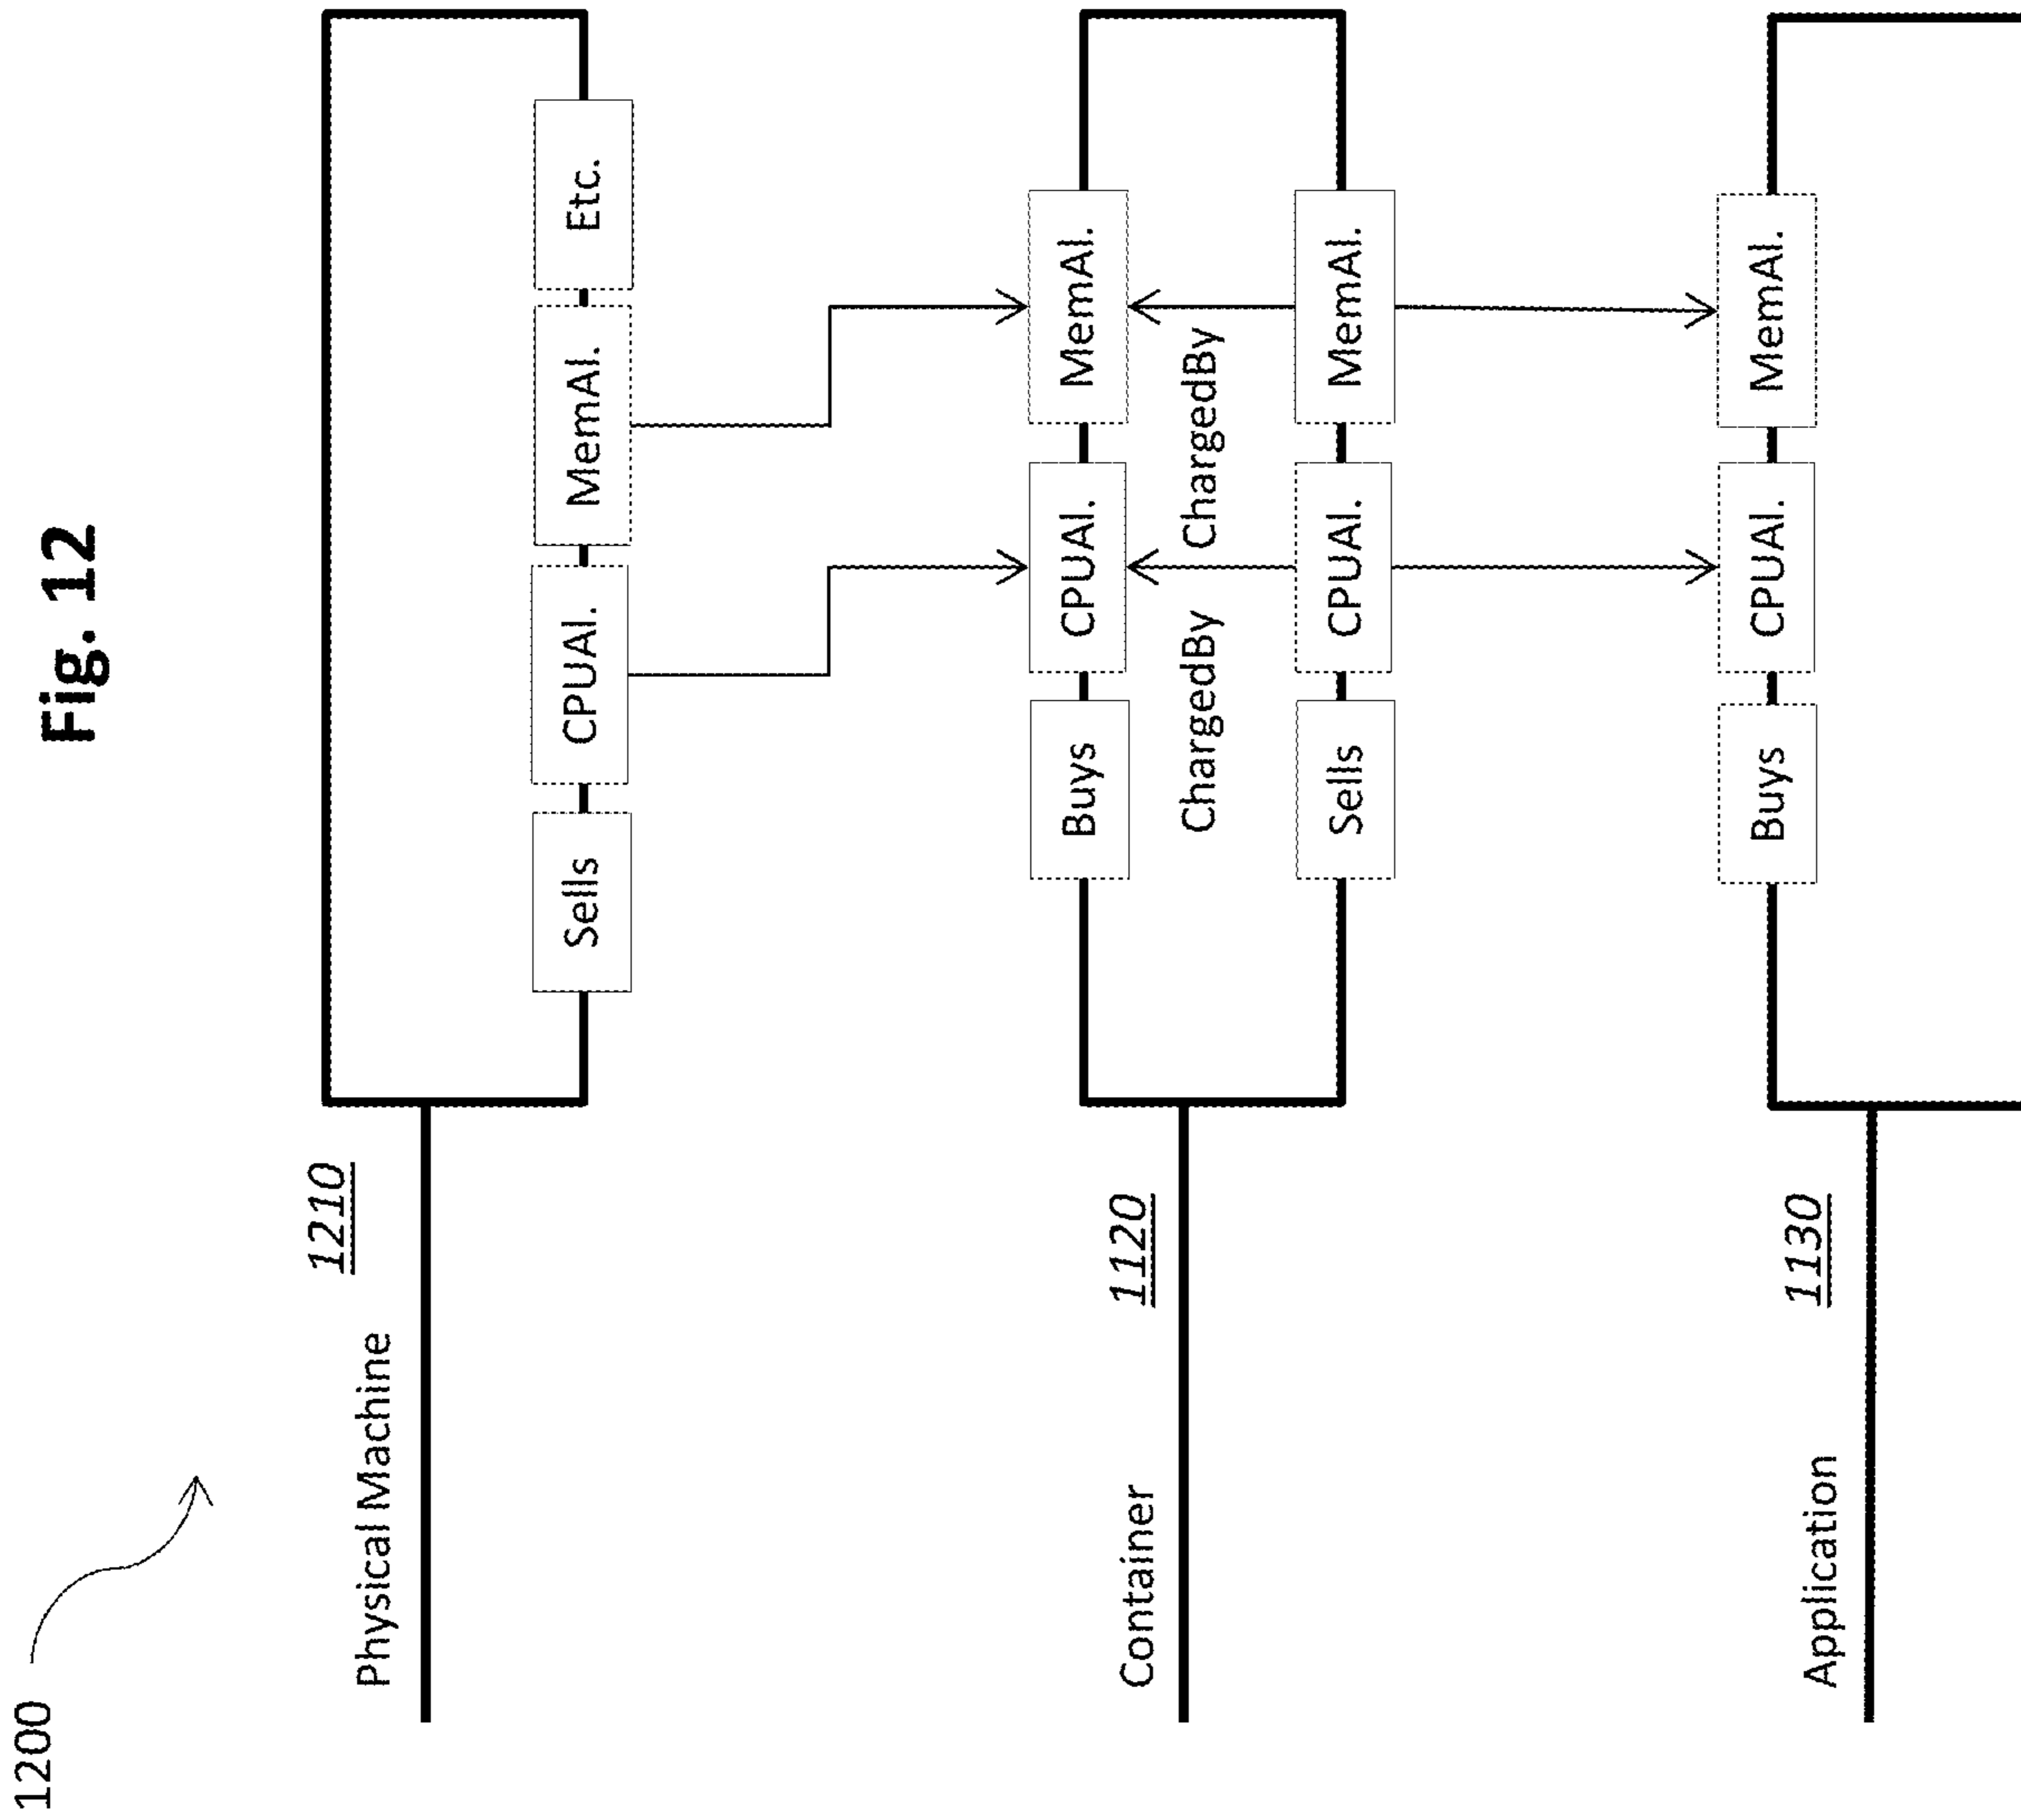 1200
Fig. 12
Physical Machine
1210
Sells
CPUAl.
MemAl.
Etc.
Container
1120
Buys
CPUAl.
MemAl.
ChargedBy
ChargedBy
Sells
CPUAl.
MemAl.
Application
1130
Buys
CPUAl.
MemAl.